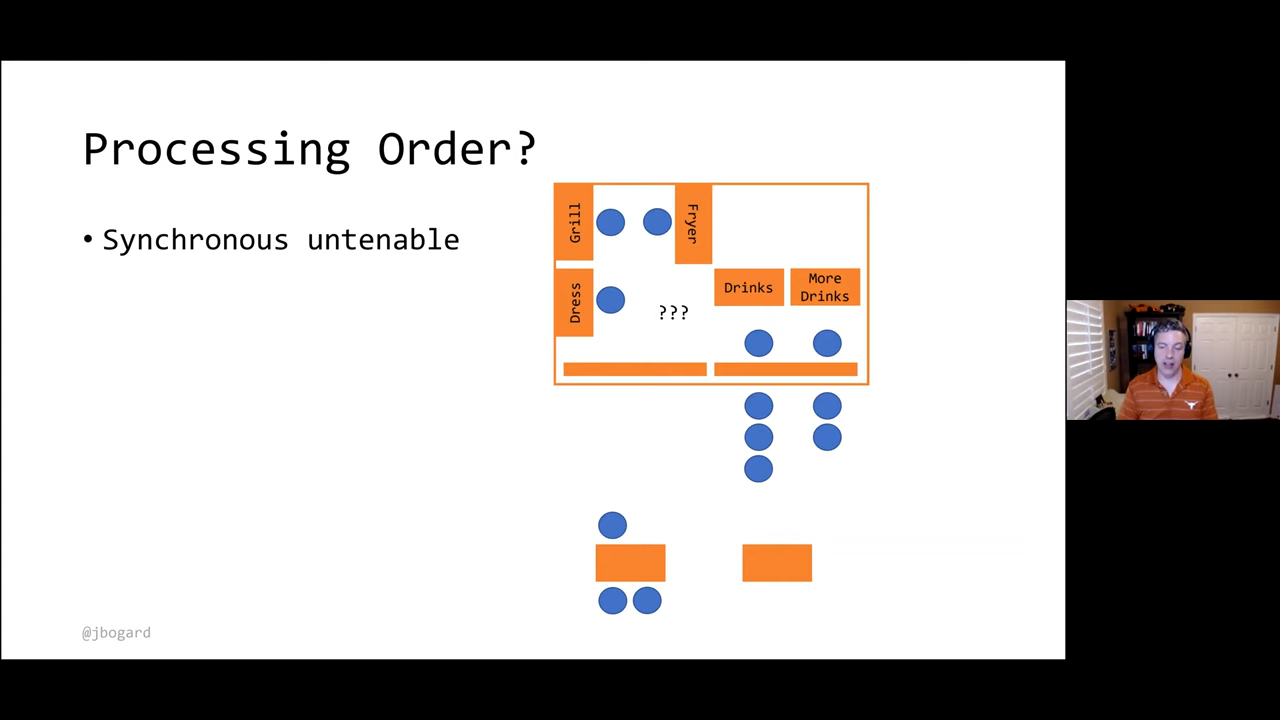 Processing Order?
• Synchronous untenable
Grill
Fryer
Dress
???
Drinks
More
Drinks
@jbogard